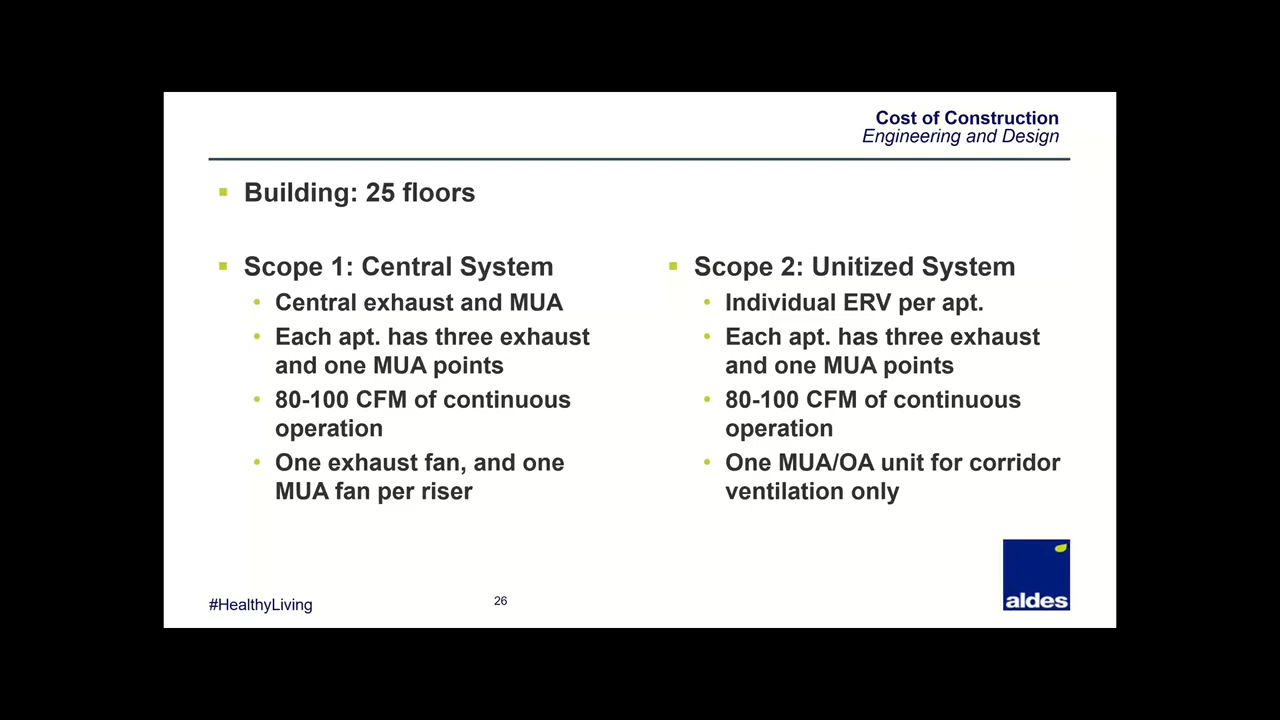 Cost of Construction
Engineering and Design
Building: 25 floors
Scope 1: Central System
Central exhaust and MUA
Each apt. has three exhaust
and one MUA points
80-100 CFM of continuous
operation
One exhaust fan, and one
MUA fan per riser
Scope 2: Unitized System
Individual ERV per apt.
Each apt. has three exhaust
and one MUA points
80-100 CFM of continuous
operation
One MUA/OA unit for corridor
ventilation only
#HealthyLiving
26
aldes